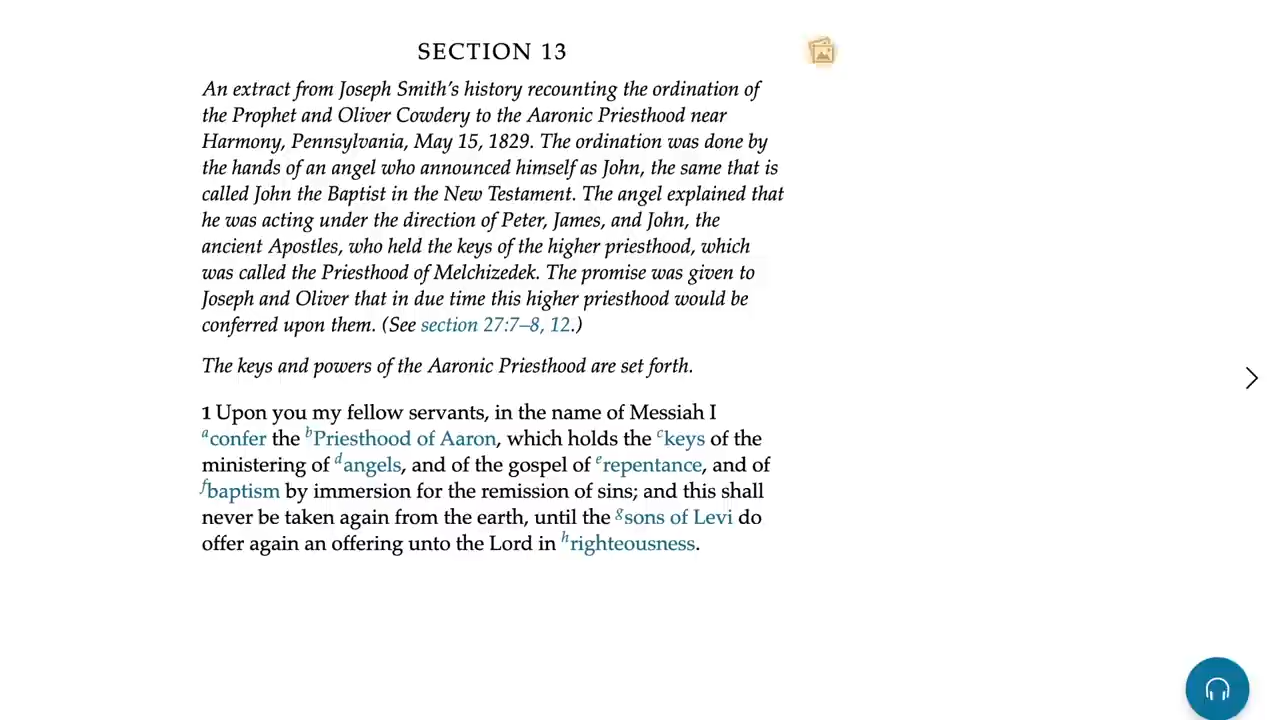 SECTION 13
An extract from Joseph Smith's history recounting the ordination of
the Prophet and Oliver Cowdery to the Aaronic Priesthood near
Harmony, Pennsylvania, May 15, 1829. The ordination was done by
the hands of an angel who announced himself as John, the same that is
called John the Baptist in the New Testament. The angel explained that
he was acting under the direction of Peter, James, and John, the
ancient Apostles, who held the keys of the higher priesthood, which
was called the Priesthood of Melchizedek. The promise was given to
Joseph and Oliver that in due time this higher priesthood would be
conferred upon them. (See section 27:7–8, 12.)
The keys and powers of the Aaronic Priesthood are set forth.
1 Upon you my fellow servants, in the name of Messiah I
a confer the b Priesthood of Aaron, which holds the c keys of the
ministering of d angels, and of the gospel of e repentance, and of
f baptism by immersion for the remission of sins; and this shall
never be taken again from the earth, until the g sons of Levi do
offer again an offering unto the Lord in h righteousness.